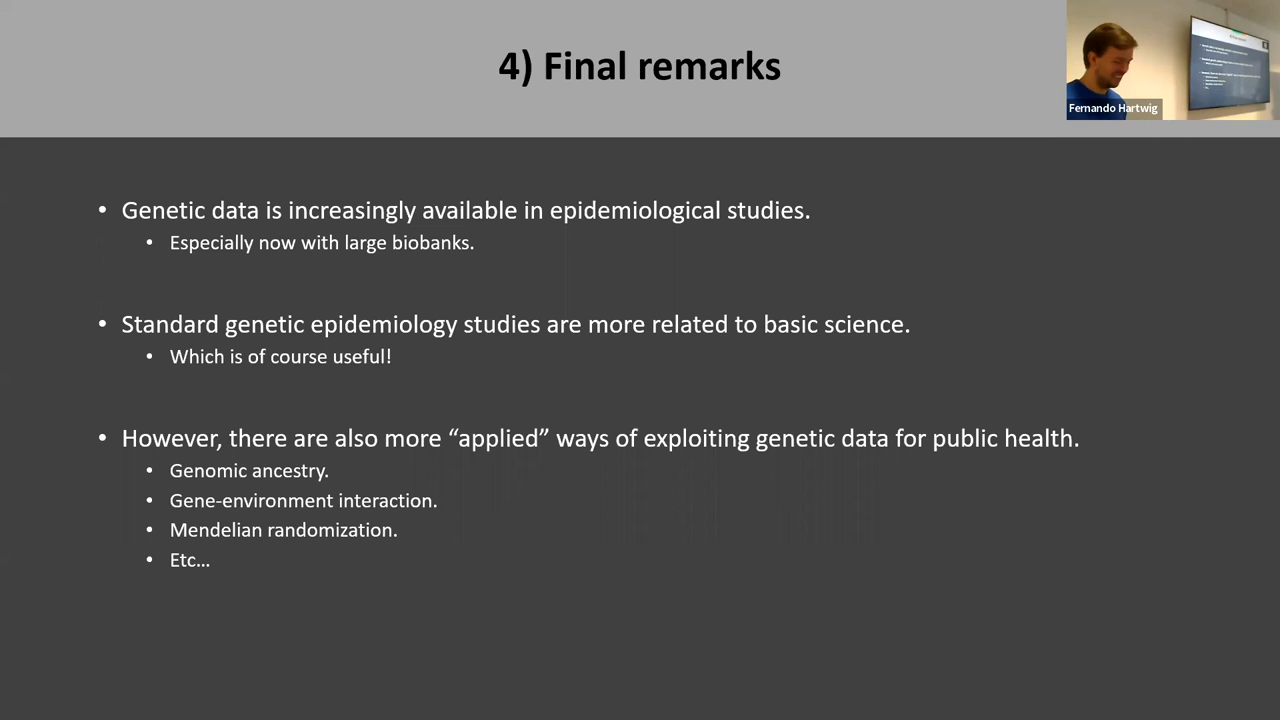 4) Final remarks
Fernando Hartwig
• Genetic data is increasingly available in epidemiological studies.
• Especially now with large biobanks.
• Standard genetic epidemiology studies are more related to basic science.
• Which is of course useful!
• However, there are also more “applied” ways of exploiting genetic data for public health.
• Genomic ancestry.
• Gene-environment interaction.
• Mendelian randomization.
• Etc…